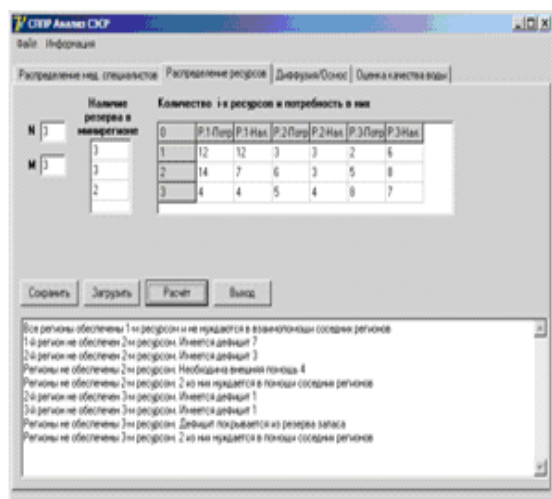 СППР Анализ СЭСР
Файл Информация
Распределение мед. специалистов Распределение ресурсов Диффузия/Осмос Оценка качества воды
Наличие резерва в минирегионе
Количество i-х ресурсов и потребность в них
N 3
M 3
3
3
2
0 Р.1-Потр Р.1-Нал. Р.2-Потр Р.2-Нал. Р.3-Потр Р.3-Нал.
1 12 12 3 3 2 6
2 14 7 6 3 5 8
3 4 4 5 4 8 7
Сохранить Загрузить Расчёт Выход
Все регионы обеспечены 1-м ресурсом и не нуждаются в взаимопомощи соседних регионов
1-й регион не обеспечен 2-м ресурсом. Имеется дефицит 7
2-й регион не обеспечен 2-м ресурсом. Имеется дефицит 3
Регионы не обеспечены 2-м ресурсом. Необходима внешняя помощь 4
Регионы не обеспечены 2-м ресурсом. 2 из них нуждается в помощи соседних регионов
2-й регион не обеспечен 3-м ресурсом. Имеется дефицит 1
3-й регион не обеспечен 3-м ресурсом. Имеется дефицит 1
Регионы не обеспечены 3-м ресурсом. Дефицит покрывается из резерва запаса
Регионы не обеспечены 3-м ресурсом. 2 из них нуждается в помощи соседних регионов